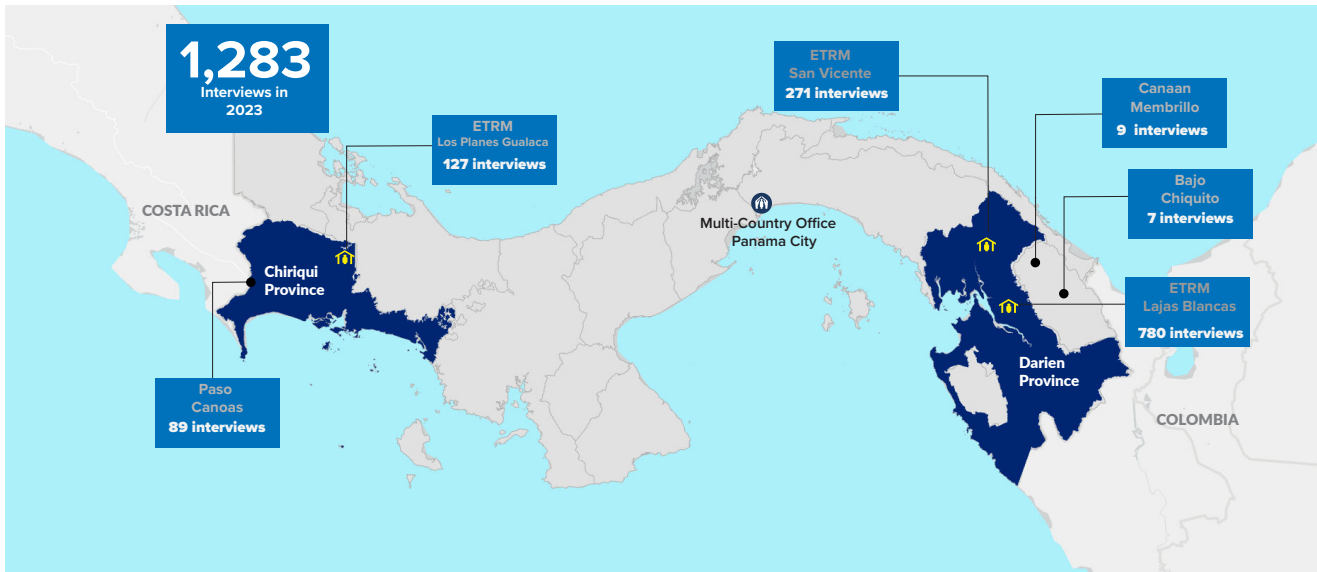 1,283
Interviews in
2023
ETRM
Los Planes Gualaca
127 interviews
ETRM
San Vicente
271 interviews
Canaan
Membrillo
9 interviews
Bajo
Chiquito
7 interviews
COSTA RICA
Multi-Country Office
Panama City
Chiriqui
Province
ETRM
Lajas Blancas
780 interviews
Darien
Province
Paso
Canoas
89 interviews
COLOMBIA